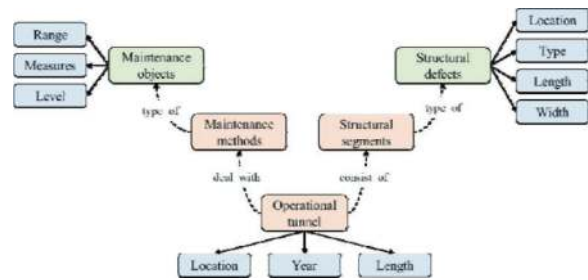 Range
Measures
Level
Maintenance
objects
Structural
defects
Location
Type
Length
Width
type of
type of
Maintenance
methods
Structural
segments
deal with
consist of
Operational
tunnel
Location
Year
Length